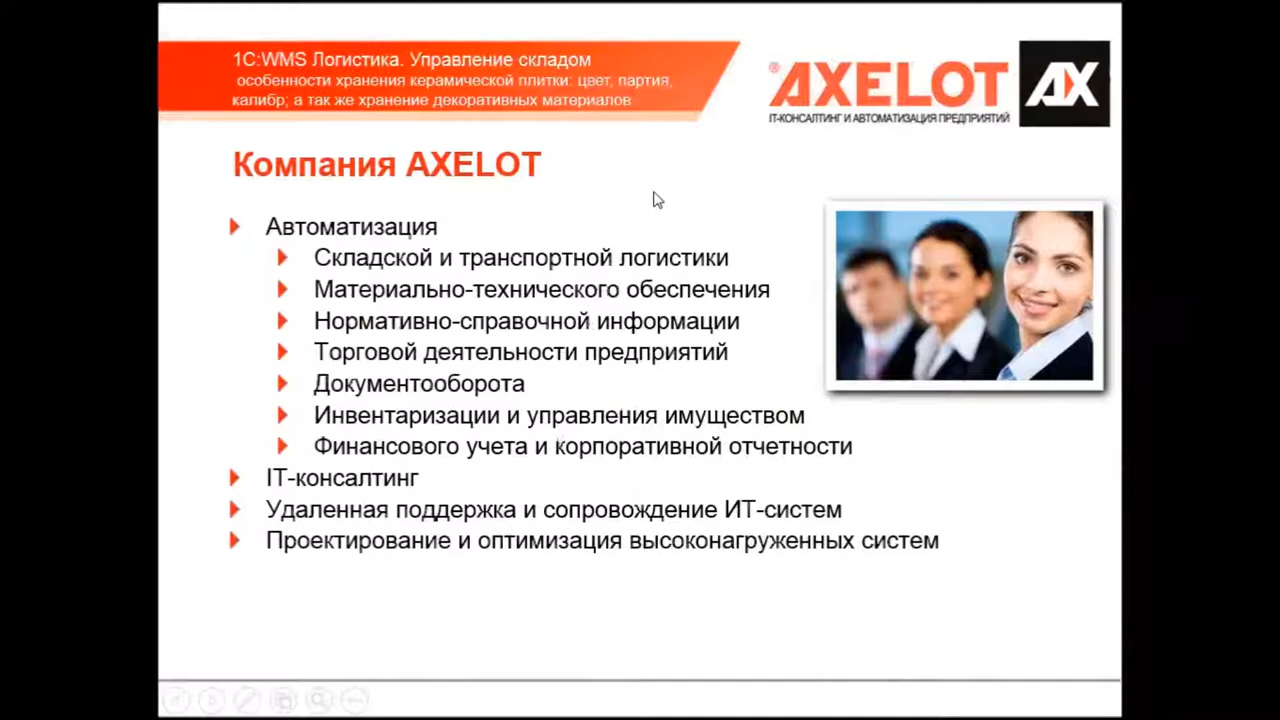 1С:WMS Логистика. Управление складом
особенности хранения керамической плитки: цвет, партия,
калибр; а так же хранение декоративных материалов
®AXELOT AX
IT-КОНСАЛТИНГ И АВТОМАТИЗАЦИЯ ПРЕДПРИЯТИЙ
Компания AXELOT
Автоматизация
Складской и транспортной логистики
Материально-технического обеспечения
Нормативно-справочной информации
Торговой деятельности предприятий
Документооборота
Инвентаризации и управления имуществом
Финансового учета и корпоративной отчетности
IT-консалтинг
Удаленная поддержка и сопровождение ИТ-систем
Проектирование и оптимизация высоконагруженных систем